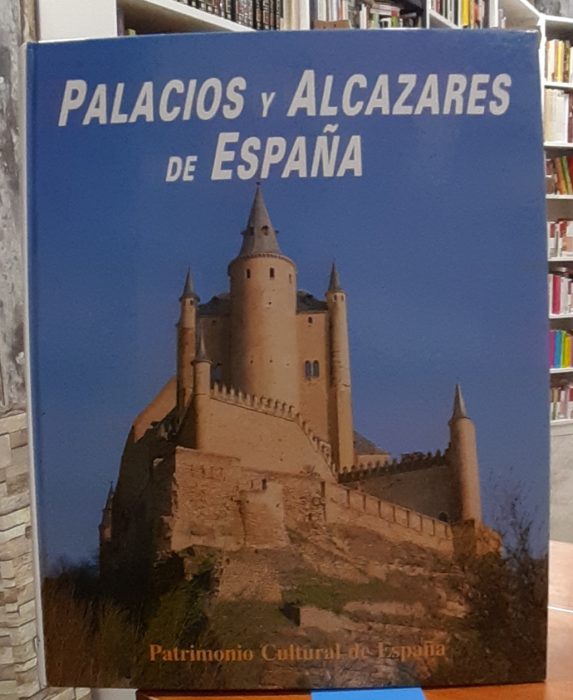 PALACIOS Y ALCAZARES
DE ESPAÑA
Patrimonio Cultural de España